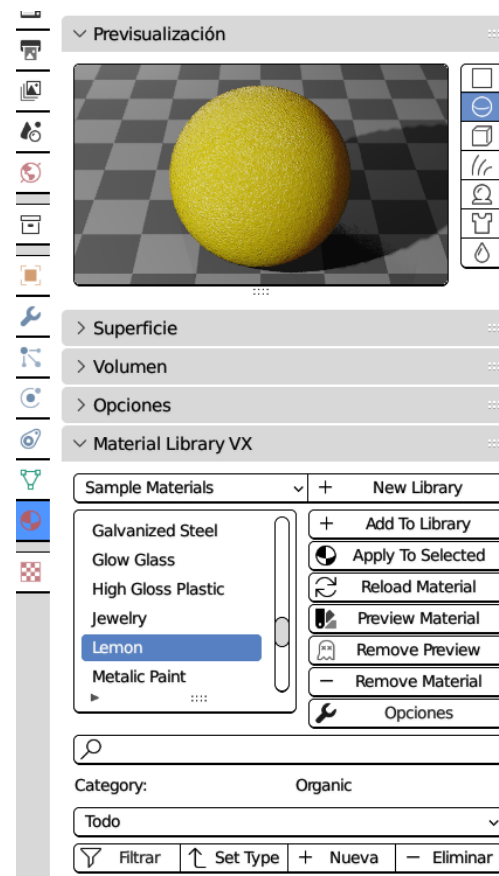 Previsualización
Superficie
Volumen
Opciones
Material Library VX
Sample Materials
New Library
Galvanized Steel
Glow Glass
High Gloss Plastic
Jewelry
Lemon
Metalic Paint
Add To Library
Apply To Selected
Reload Material
Preview Material
Remove Preview
Remove Material
Opciones
Category: Organic
Todo
Filtrar Set Type Nueva Eliminar